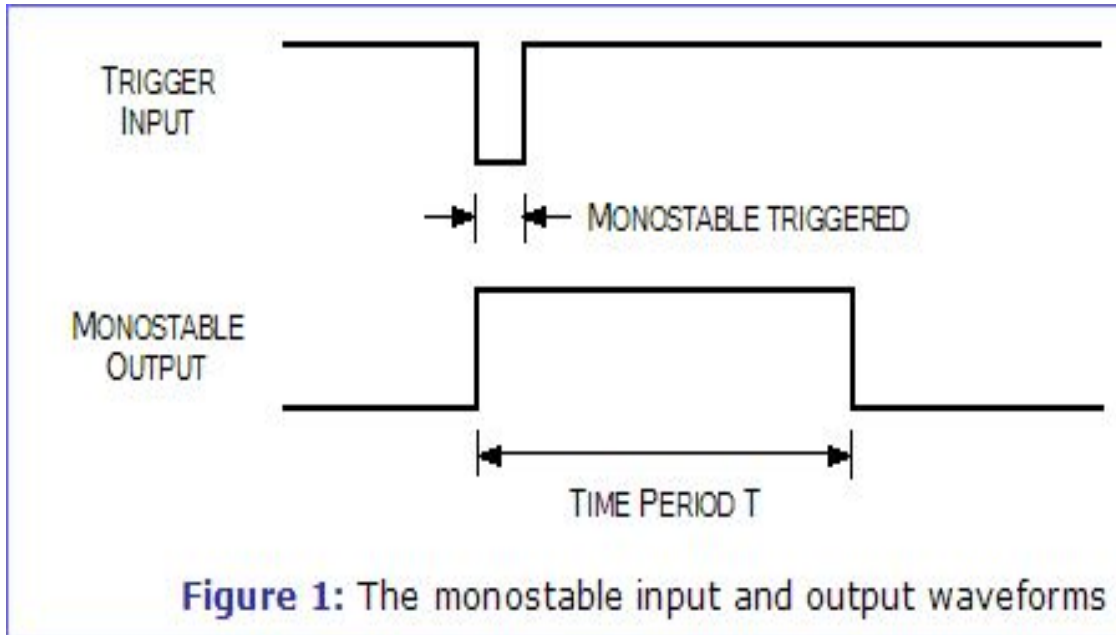 TRIGGER
INPUT
MONOSTABLE TRIGGERED
MONOSTABLE
OUTPUT
TIME PERIOD T
Figure 1: The monostable input and output waveforms